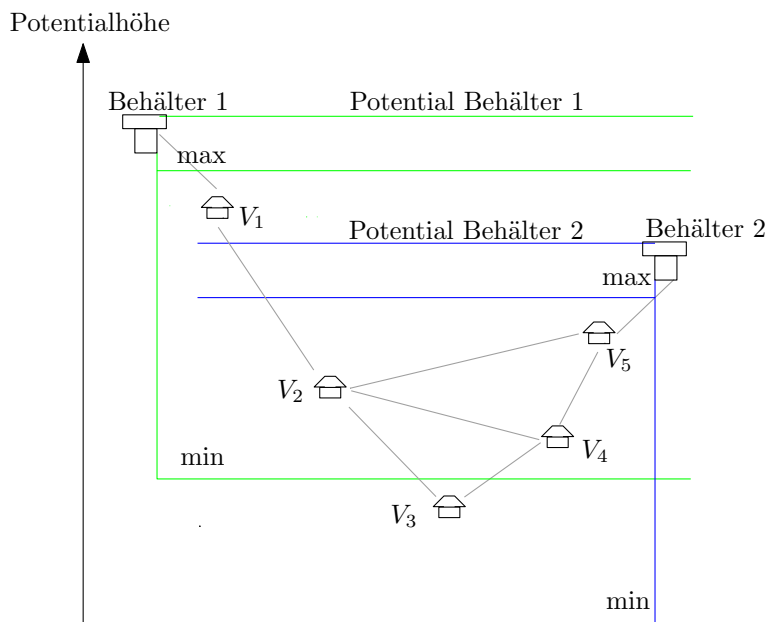 Potentialhöhe
Behälter 1
Potential Behälter 1
max
V1
Potential Behälter 2
Behälter 2
max
V5
V2
V4
min
V3
min